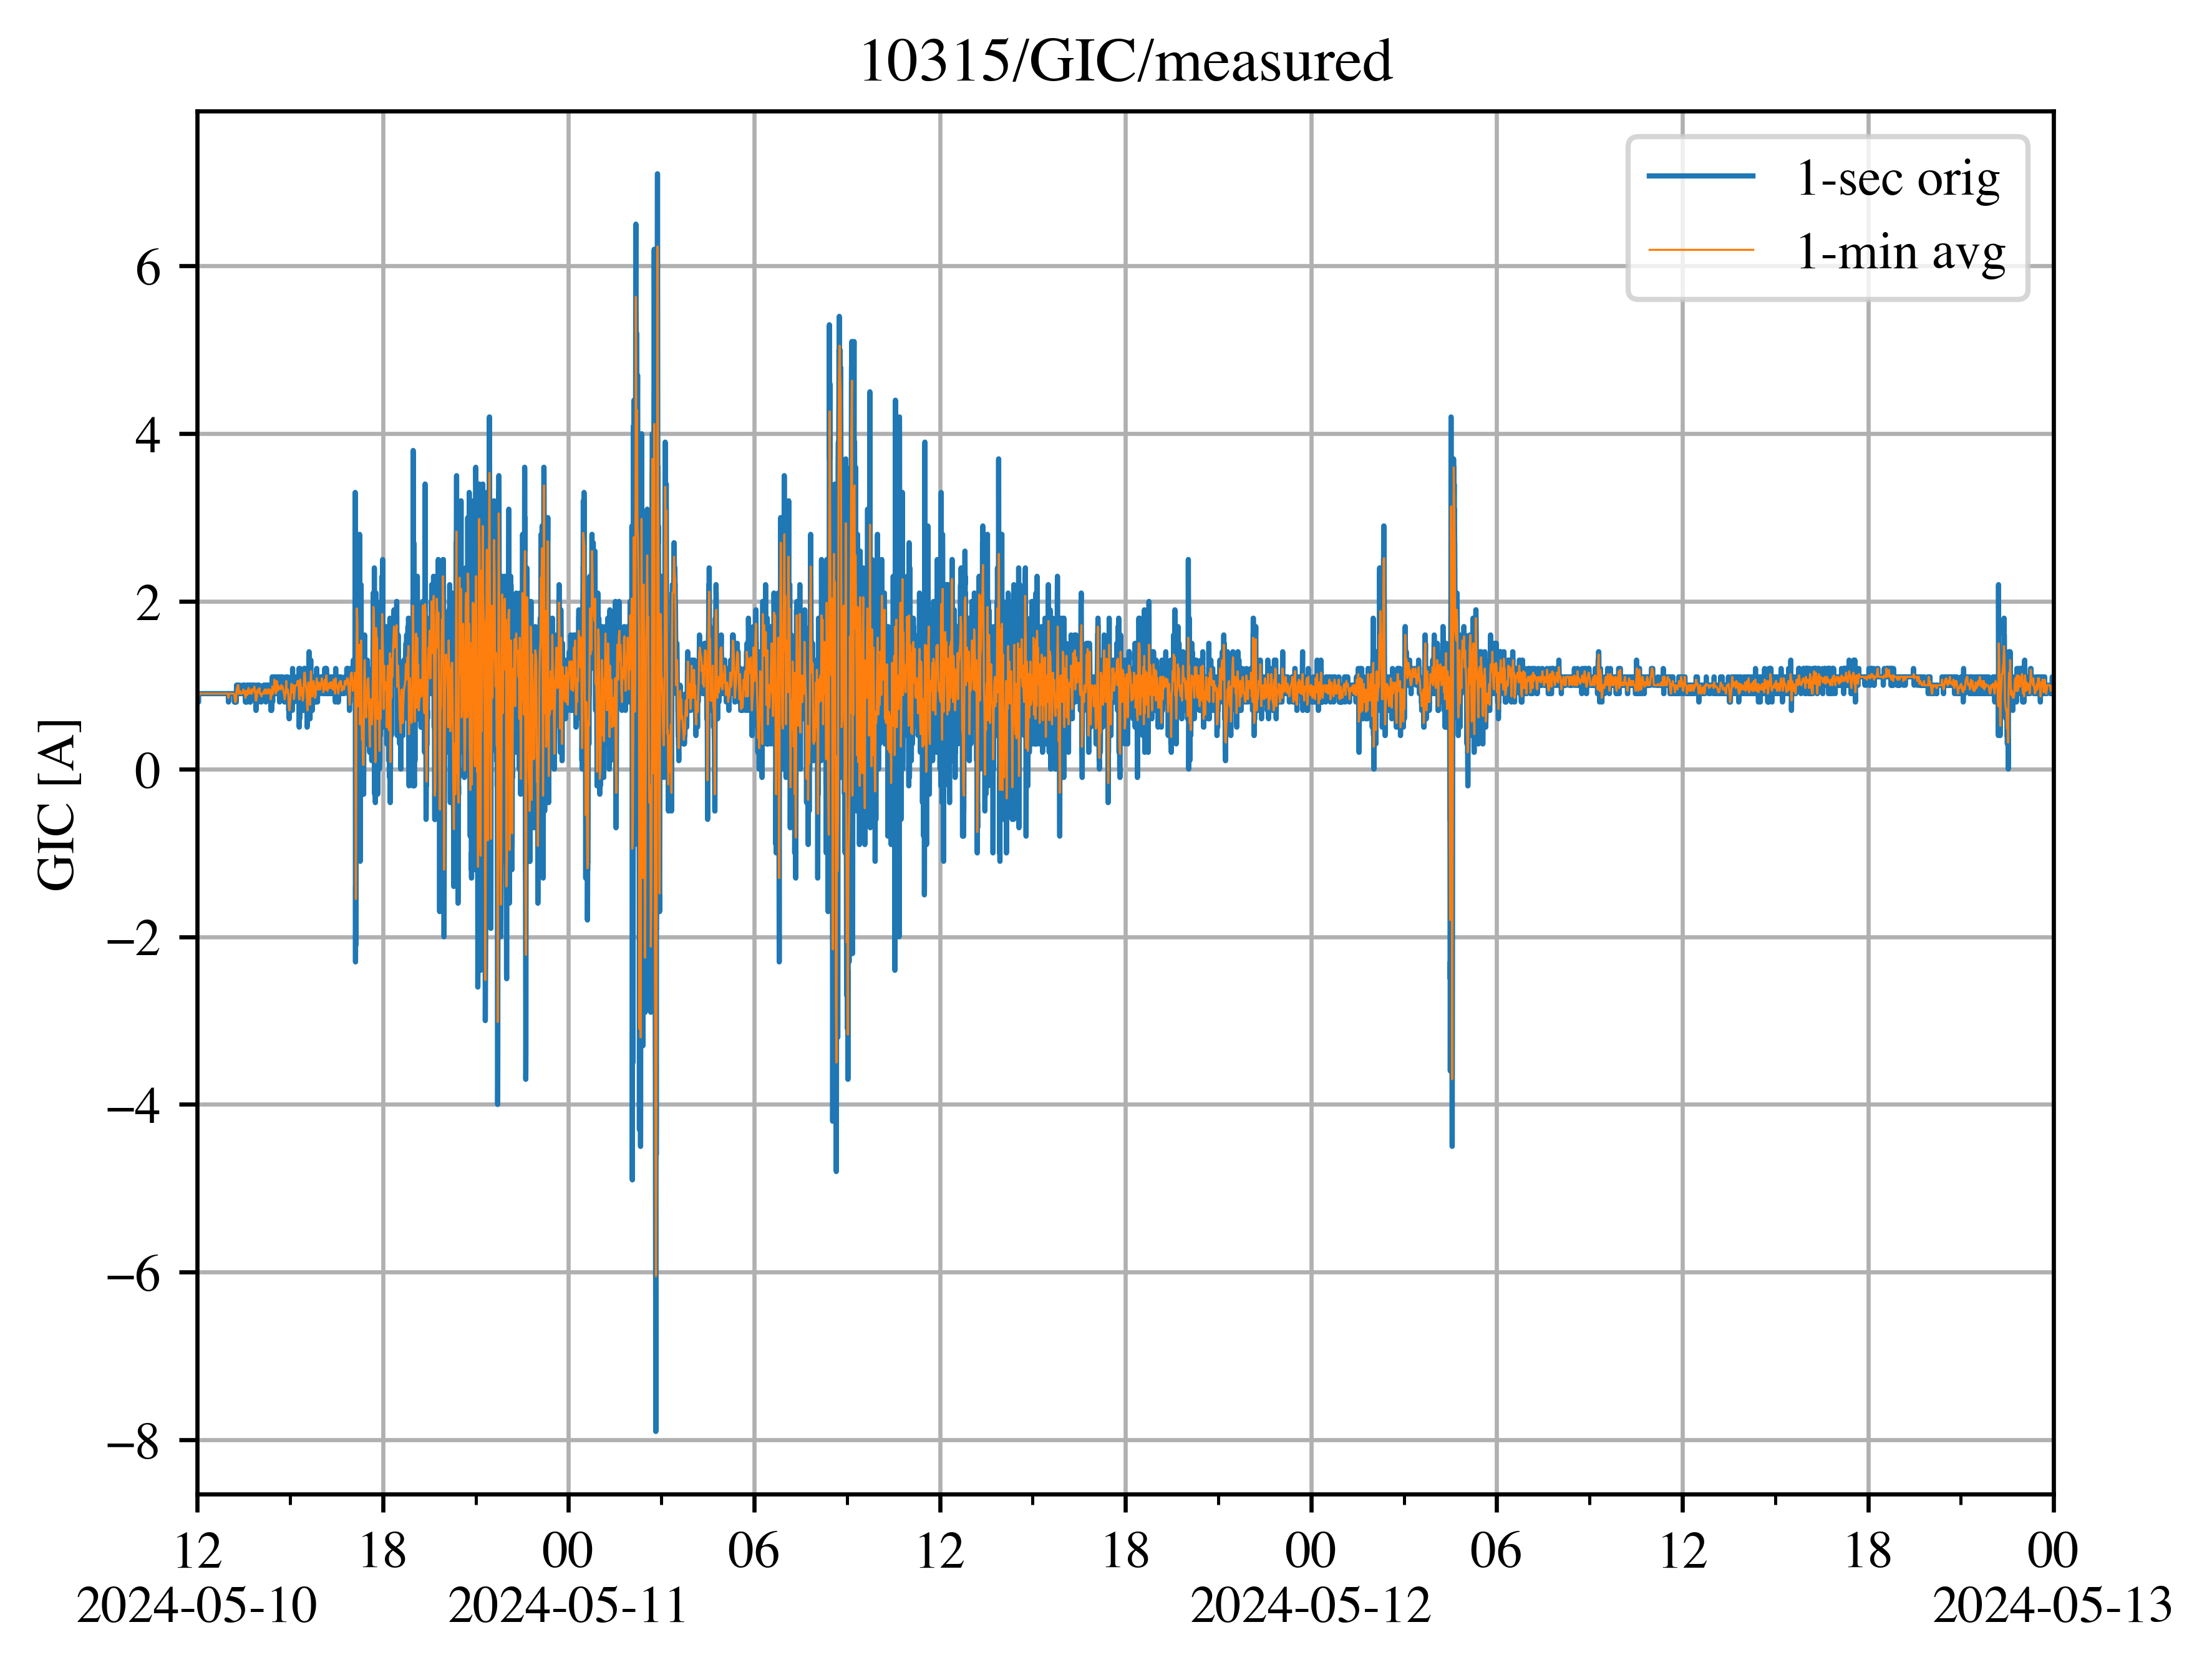 10315/GIC/measured
1-sec orig
1-min avg
GIC [A]
6
4
2
0
−2
−4
−6
−8
12 18 00 06 12 18 00 06 12 18 00
2024-05-10 2024-05-11 2024-05-12 2024-05-13